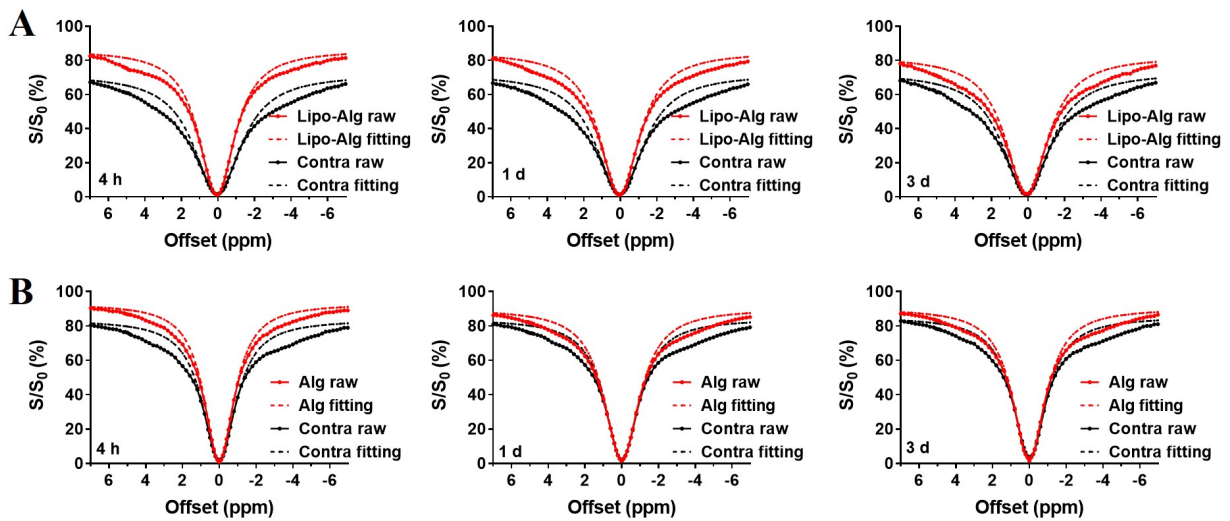 A
S/S0 (%)
100
80
60
40
20
0
6 4 2 0 -2 -4 -6
Offset (ppm)
4 h
Lipo-Alg raw
Lipo-Alg fitting
Contra raw
Contra fitting
S/S0 (%)
100
80
60
40
20
0
6 4 2 0 -2 -4 -6
Offset (ppm)
1 d
Lipo-Alg raw
Lipo-Alg fitting
Contra raw
Contra fitting
S/S0 (%)
100
80
60
40
20
0
6 4 2 0 -2 -4 -6
Offset (ppm)
3 d
Lipo-Alg raw
Lipo-Alg fitting
Contra raw
Contra fitting
B
S/S0 (%)
100
80
60
40
20
0
6 4 2 0 -2 -4 -6
Offset (ppm)
4 h
Alg raw
Alg fitting
Contra raw
Contra fitting
S/S0 (%)
100
80
60
40
20
0
6 4 2 0 -2 -4 -6
Offset (ppm)
1 d
Alg raw
Alg fitting
Contra raw
Contra fitting
S/S0 (%)
100
80
60
40
20
0
6 4 2 0 -2 -4 -6
Offset (ppm)
3 d
Alg raw
Alg fitting
Contra raw
Contra fitting